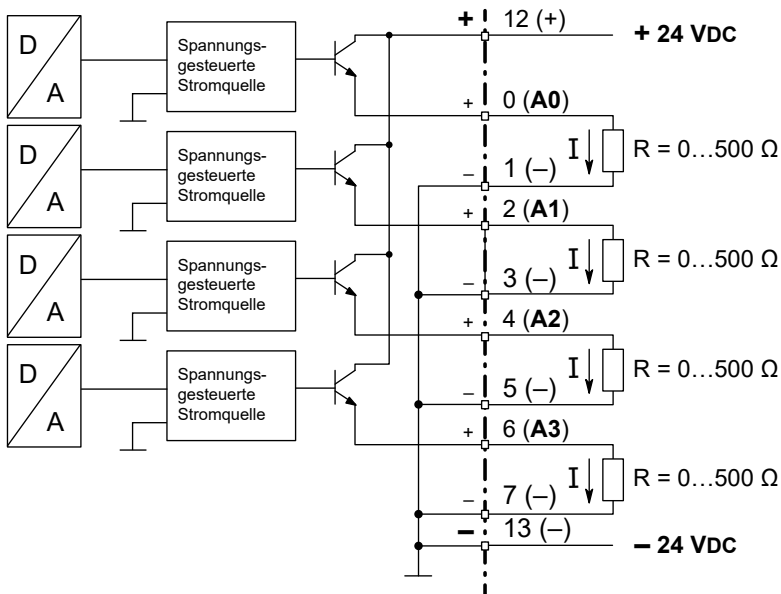 + 12 (+) + 24 VDC
D
A
Spannungs-
gesteuerte
Stromquelle
+ 0 (A0)
I R = 0...500 Ω
– 1 (–)
D
A
Spannungs-
gesteuerte
Stromquelle
+ 2 (A1)
I R = 0...500 Ω
– 3 (–)
D
A
Spannungs-
gesteuerte
Stromquelle
+ 4 (A2)
I R = 0...500 Ω
– 5 (–)
D
A
Spannungs-
gesteuerte
Stromquelle
+ 6 (A3)
I R = 0...500 Ω
– 7 (–)
– 13 (–) – 24 VDC